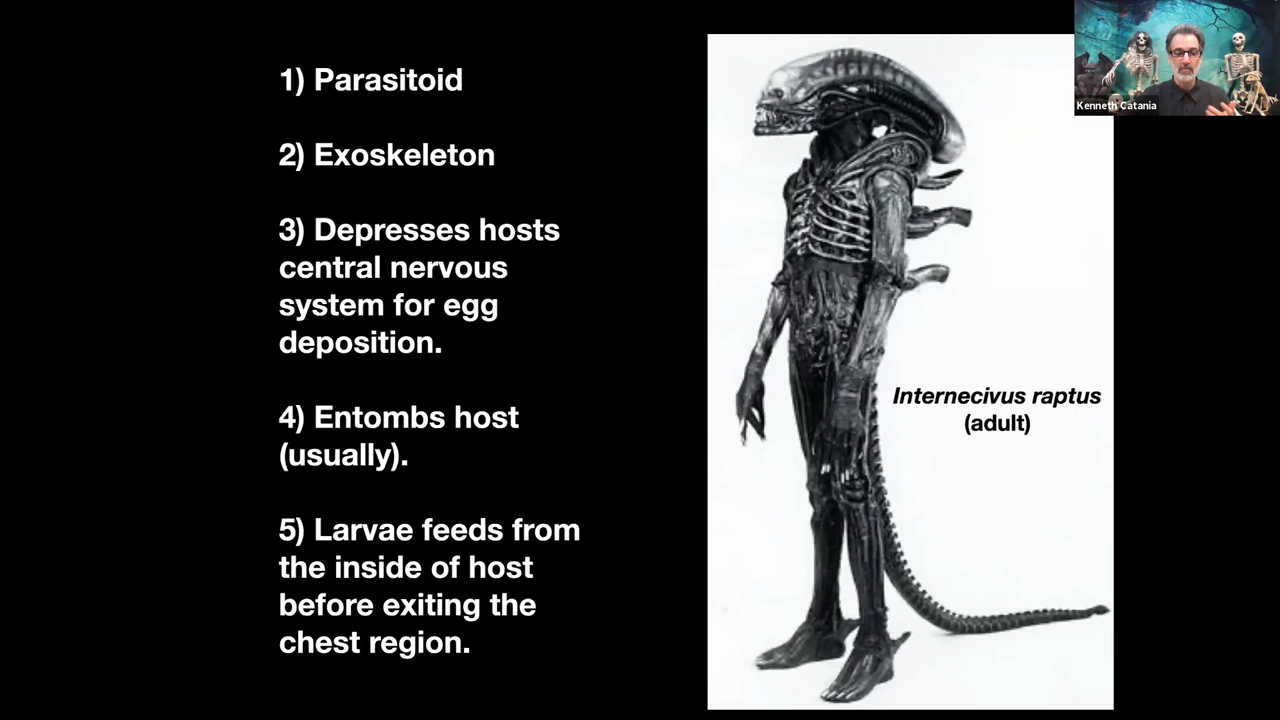 1) Parasitoid
2) Exoskeleton
3) Depresses hosts
central nervous
system for egg
deposition.
4) Entombs host
(usually).
5) Larvae feeds from
the inside of host
before exiting the
chest region.
Internecivus raptus
(adult)
Kenneth Catania